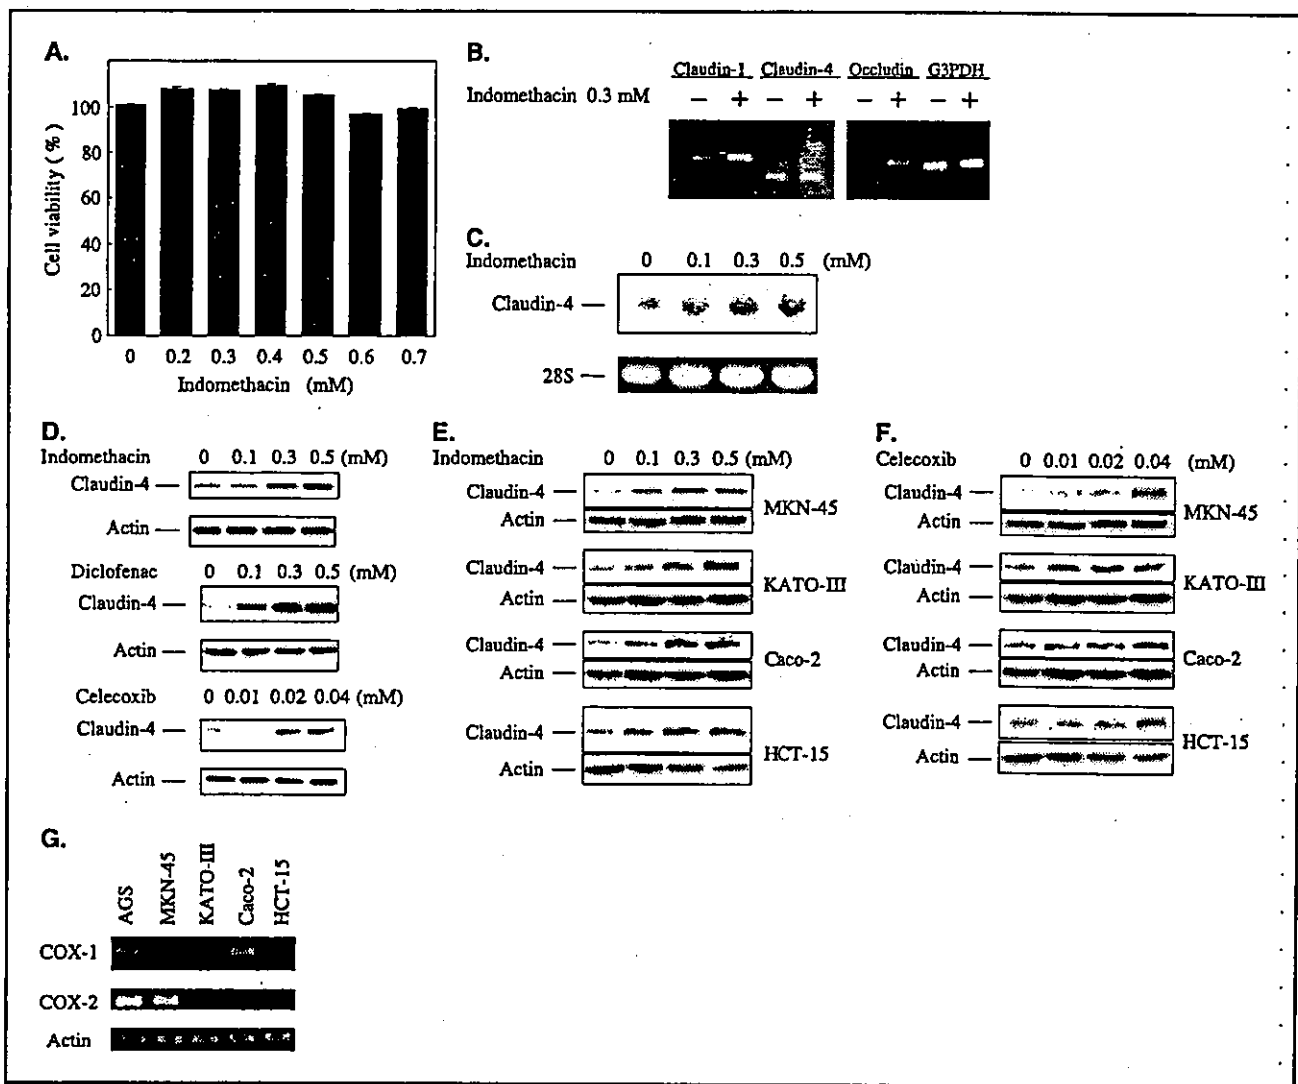 A.
Cell viability (%)
100
80
60
40
20
0
0 0.2 0.3 0.4 0.5 0.6 0.7
Indomethacin (mM)
B.
Claudin-1 Claudin-4 Occludin G3PDH
Indomethacin 0.3 mM − + − + − + − +
C.
Indomethacin 0 0.1 0.3 0.5 (mM)
Claudin-4 —
28S —
D.
Indomethacin 0 0.1 0.3 0.5 (mM)
Claudin-4 —
Actin —
Diclofenac 0 0.1 0.3 0.5 (mM)
Claudin-4 —
Actin —
Celecoxib 0 0.01 0.02 0.04 (mM)
Claudin-4 —
Actin —
E.
Indomethacin 0 0.1 0.3 0.5 (mM)
Claudin-4 —
Actin —
MKN-45
Claudin-4 —
Actin —
KATO-III
Claudin-4 —
Actin —
Caco-2
Claudin-4 —
Actin —
HCT-15
F.
Celecoxib 0 0.01 0.02 0.04 (mM)
Claudin-4 —
Actin —
MKN-45
Claudin-4 —
Actin —
KATO-III
Claudin-4 —
Actin —
Caco-2
Claudin-4 —
Actin —
HCT-15
G.
AGS
MKN-45
KATO-III
Caco-2
HCT-15
COX-1
COX-2
Actin